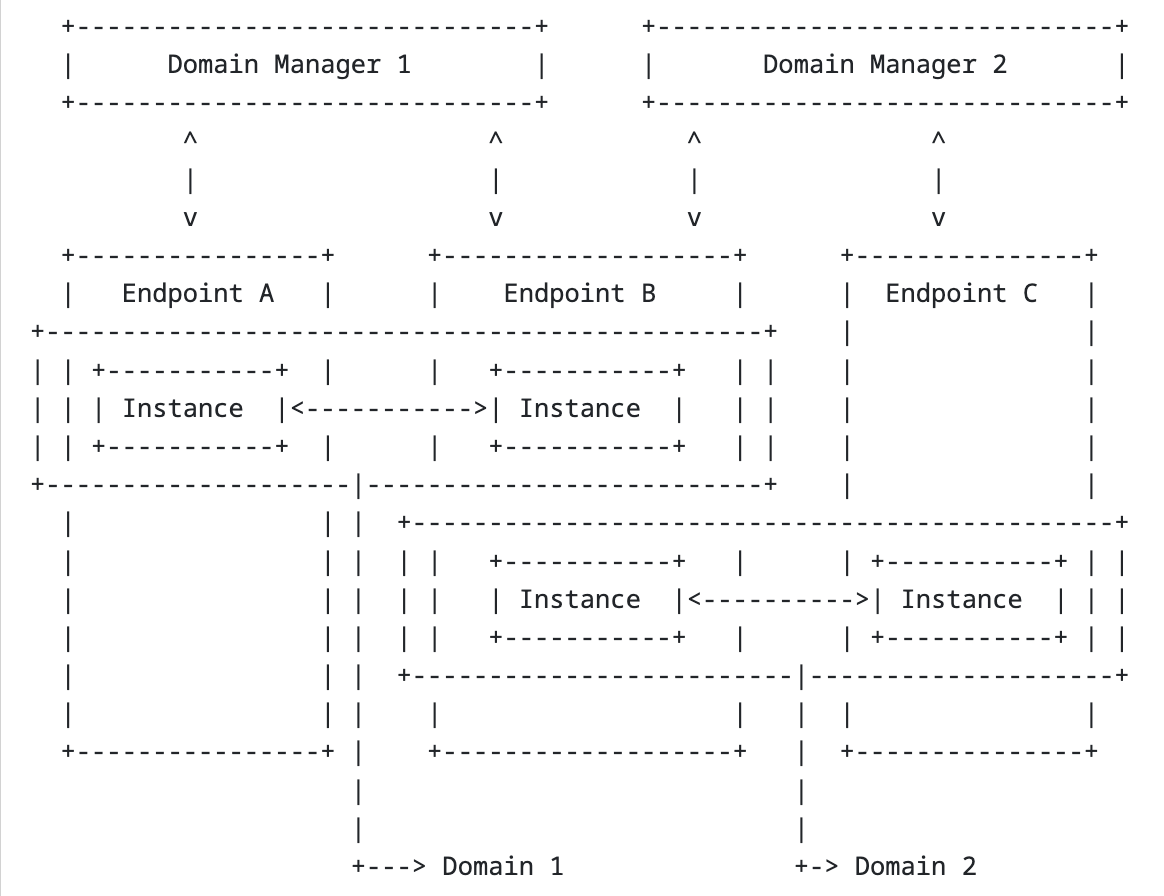 Domain Manager 1 Domain Manager 2
Endpoint A Endpoint B Endpoint C
Instance Instance
Instance Instance
Domain 1 Domain 2